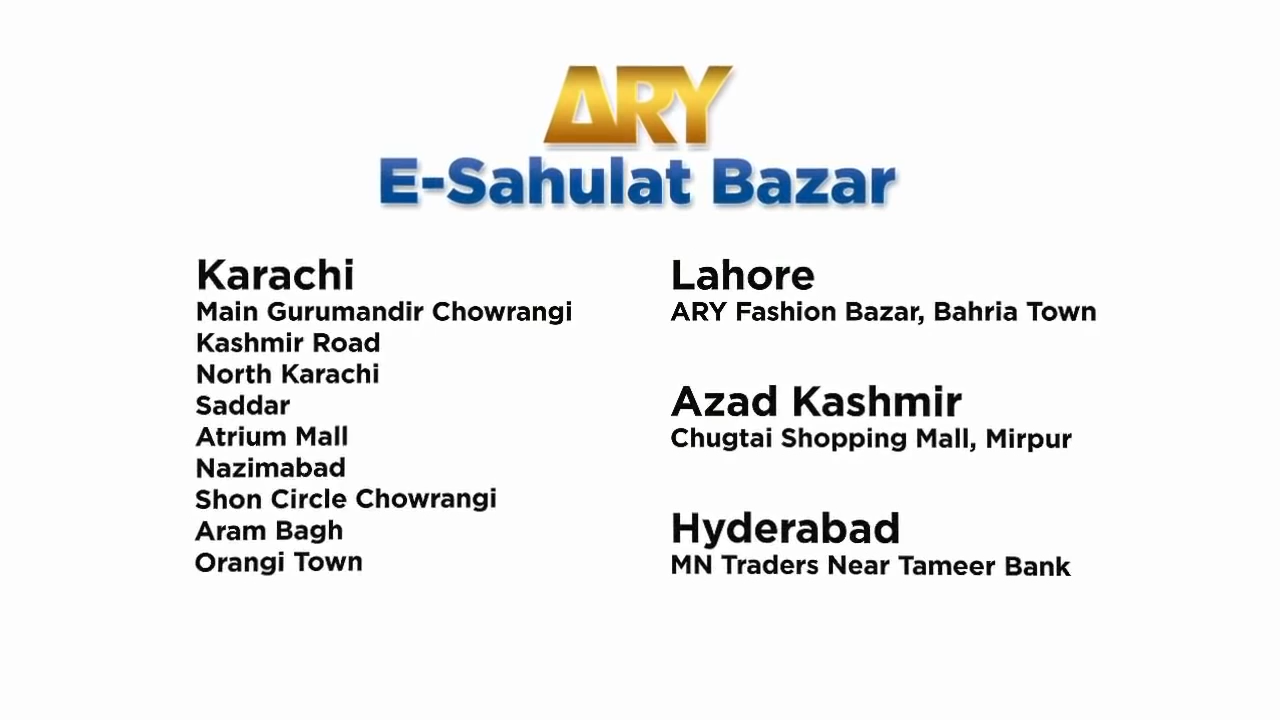 ARY
E-Sahulat Bazar
Karachi
Main Gurumandir Chowrangi
Kashmir Road
North Karachi
Saddar
Atrium Mall
Nazimabad
Shon Circle Chowrangi
Aram Bagh
Orangi Town
Lahore
ARY Fashion Bazar, Bahria Town
Azad Kashmir
Chugtai Shopping Mall, Mirpur
Hyderabad
MN Traders Near Tameer Bank